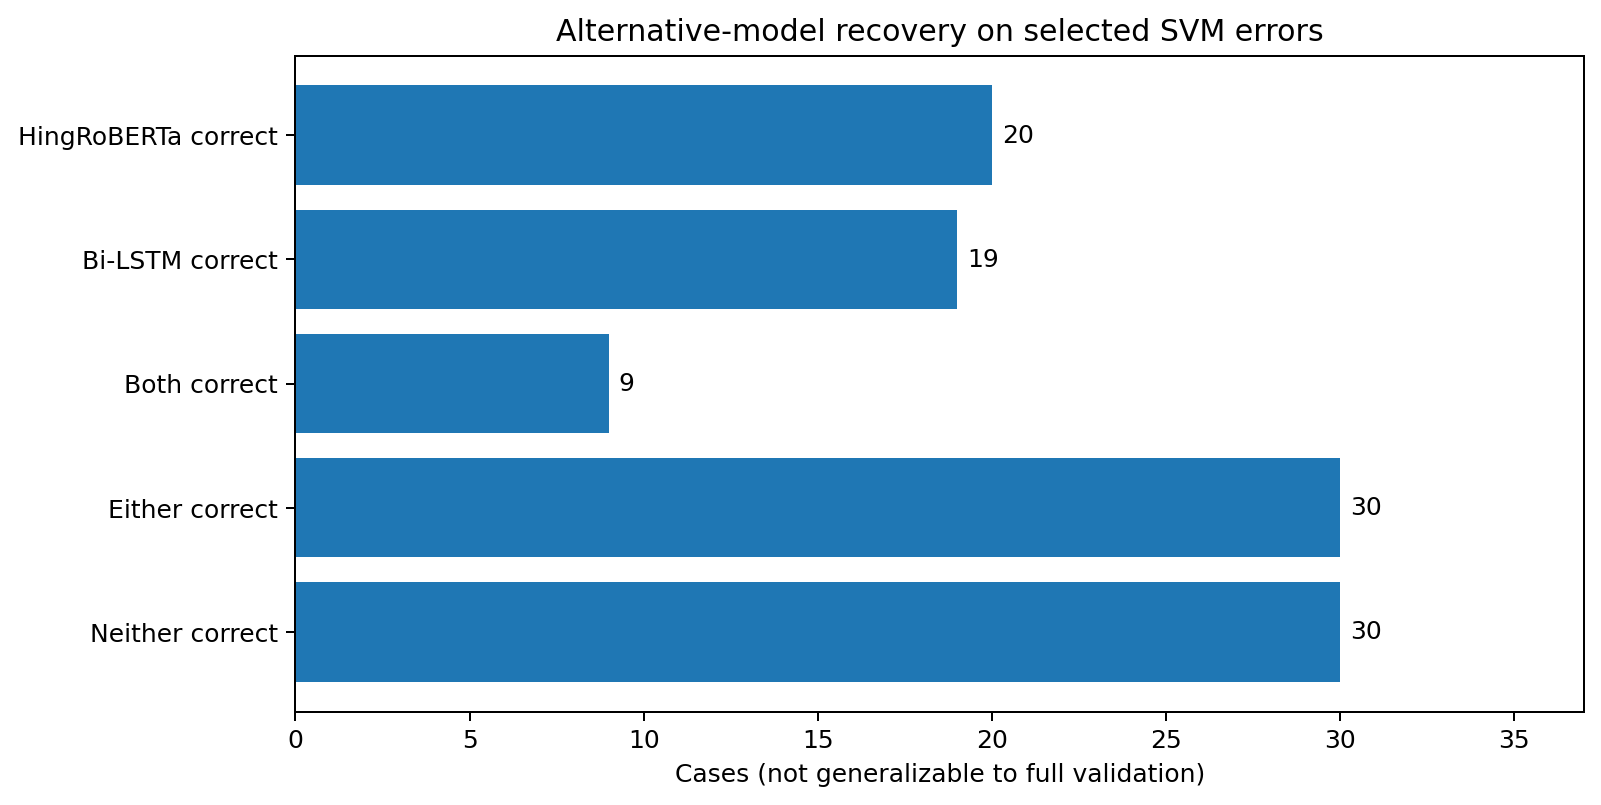 Alternative-model recovery on selected SVM errors
HingRoBERTa correct
20
Bi-LSTM correct
19
Both correct
9
Either correct
30
Neither correct
30
0 5 10 15 20 25 30 35
Cases (not generalizable to full validation)